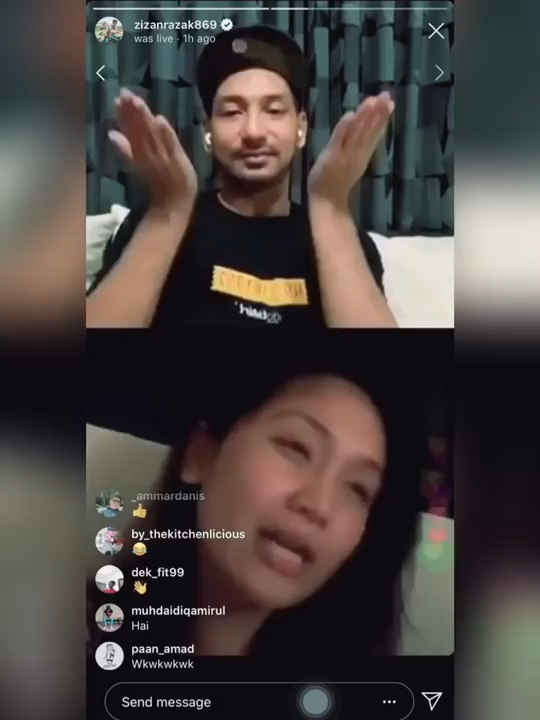 zizanrazak869
was live · 1h ago
_ammardanis
👍
by_thekitchenlicious
😂
dek_fit99
👋
muhdaidiqamirul
Hai
paan_amad
Wkwkwkwk
Send message